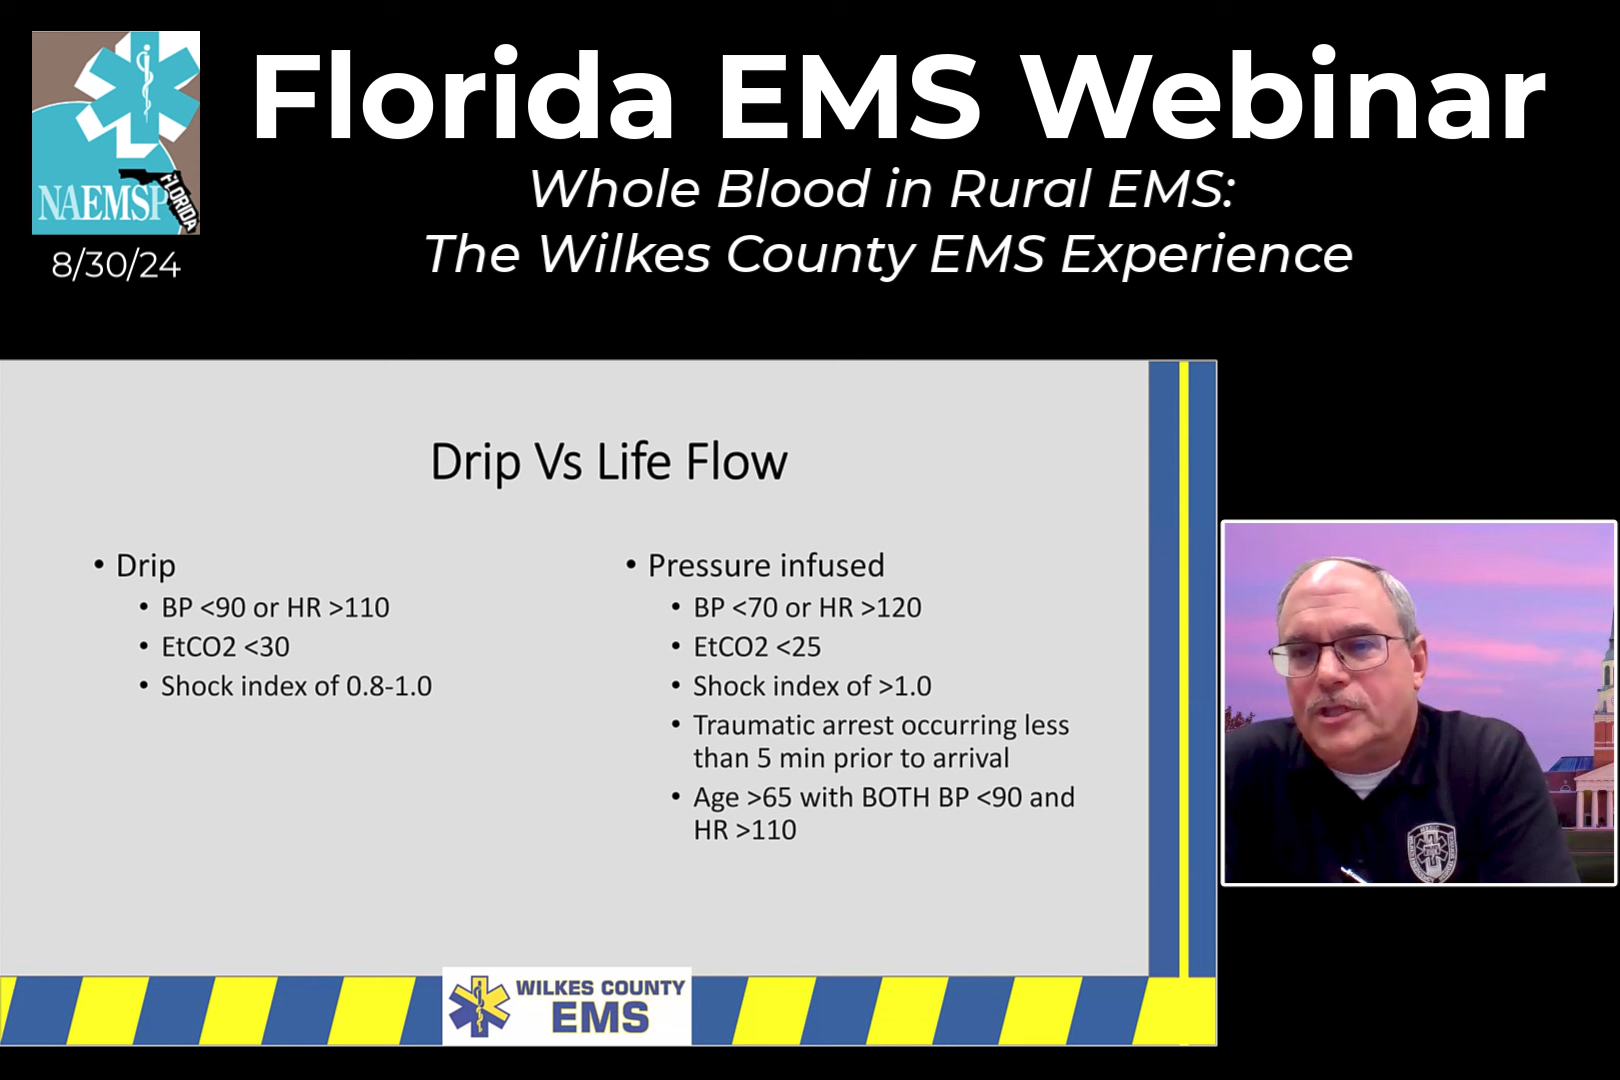 Florida EMS Webinar
Whole Blood in Rural EMS:
The Wilkes County EMS Experience
NAEMSP
FLORIDA
8/30/24
Drip Vs Life Flow
• Drip
• BP <90 or HR >110
• EtCO2 <30
• Shock index of 0.8-1.0
• Pressure infused
• BP <70 or HR >120
• EtCO2 <25
• Shock index of >1.0
• Traumatic arrest occurring less
than 5 min prior to arrival
• Age >65 with BOTH BP <90 and
HR >110
WILKES COUNTY
EMS